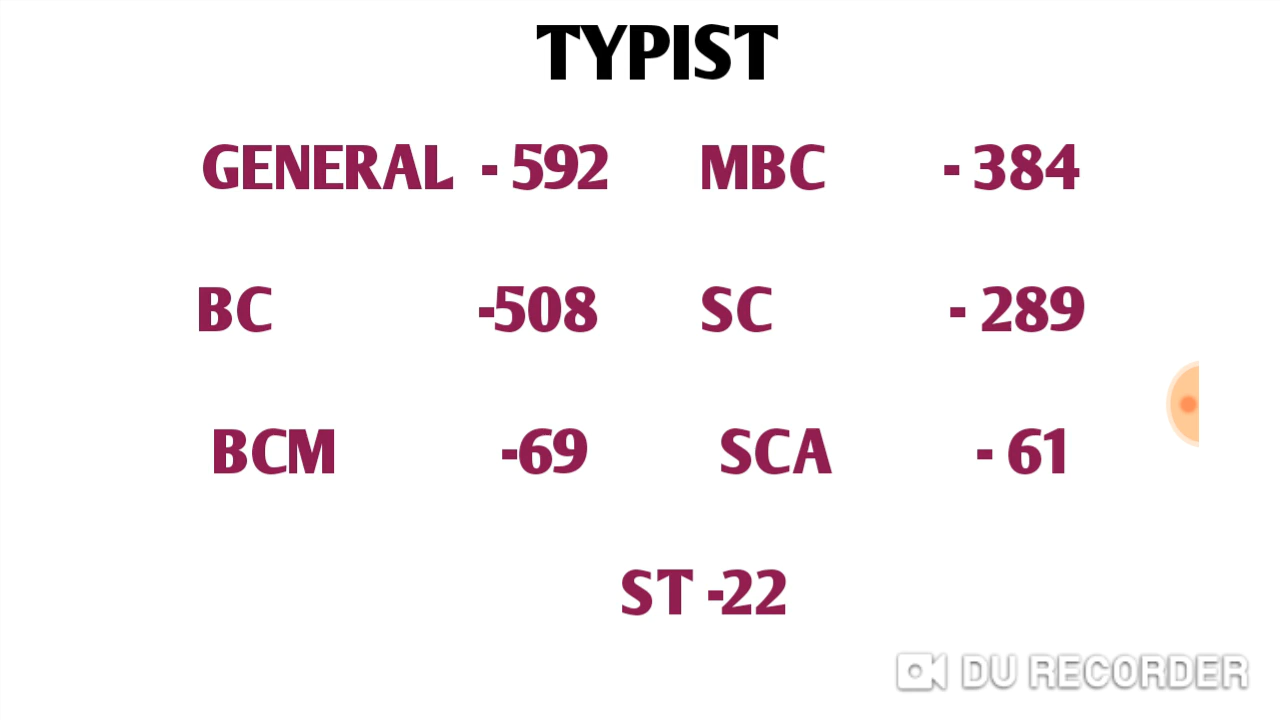 TYPIST
GENERAL - 592 MBC - 384
BC -508 SC - 289
BCM -69 SCA - 61
ST -22
DU RECORDER